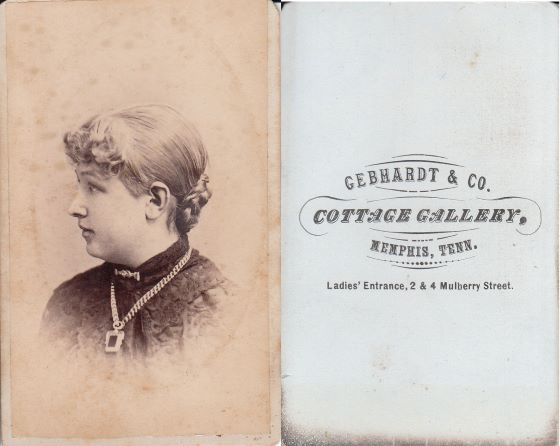 GEBHARDT & CO.
COTTAGE GALLERY,
MEMPHIS, TENN.
Ladies' Entrance, 2 & 4 Mulberry Street.